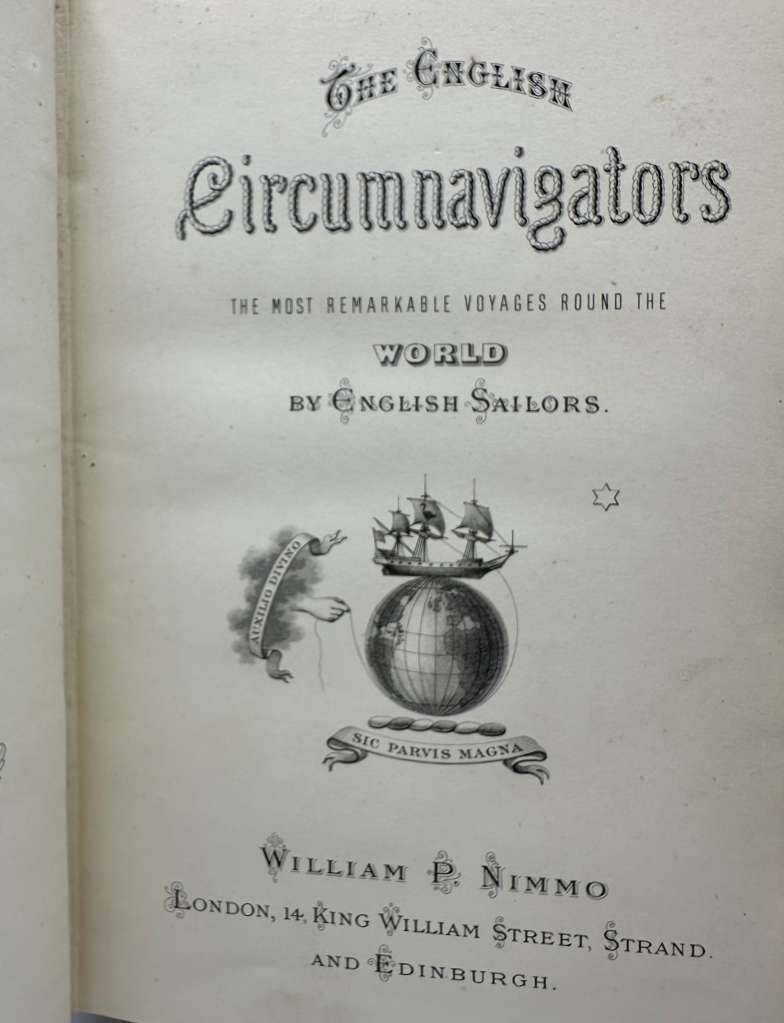 THE ENGLISH
Circumnavigators
THE MOST REMARKABLE VOYAGES ROUND THE
WORLD
BY ENGLISH SAILORS.
AUXILIO DIVINO
SIC PARVIS MAGNA
WILLIAM P. NIMMO
LONDON, 14, KING WILLIAM STREET, STRAND.
AND EDINBURGH.